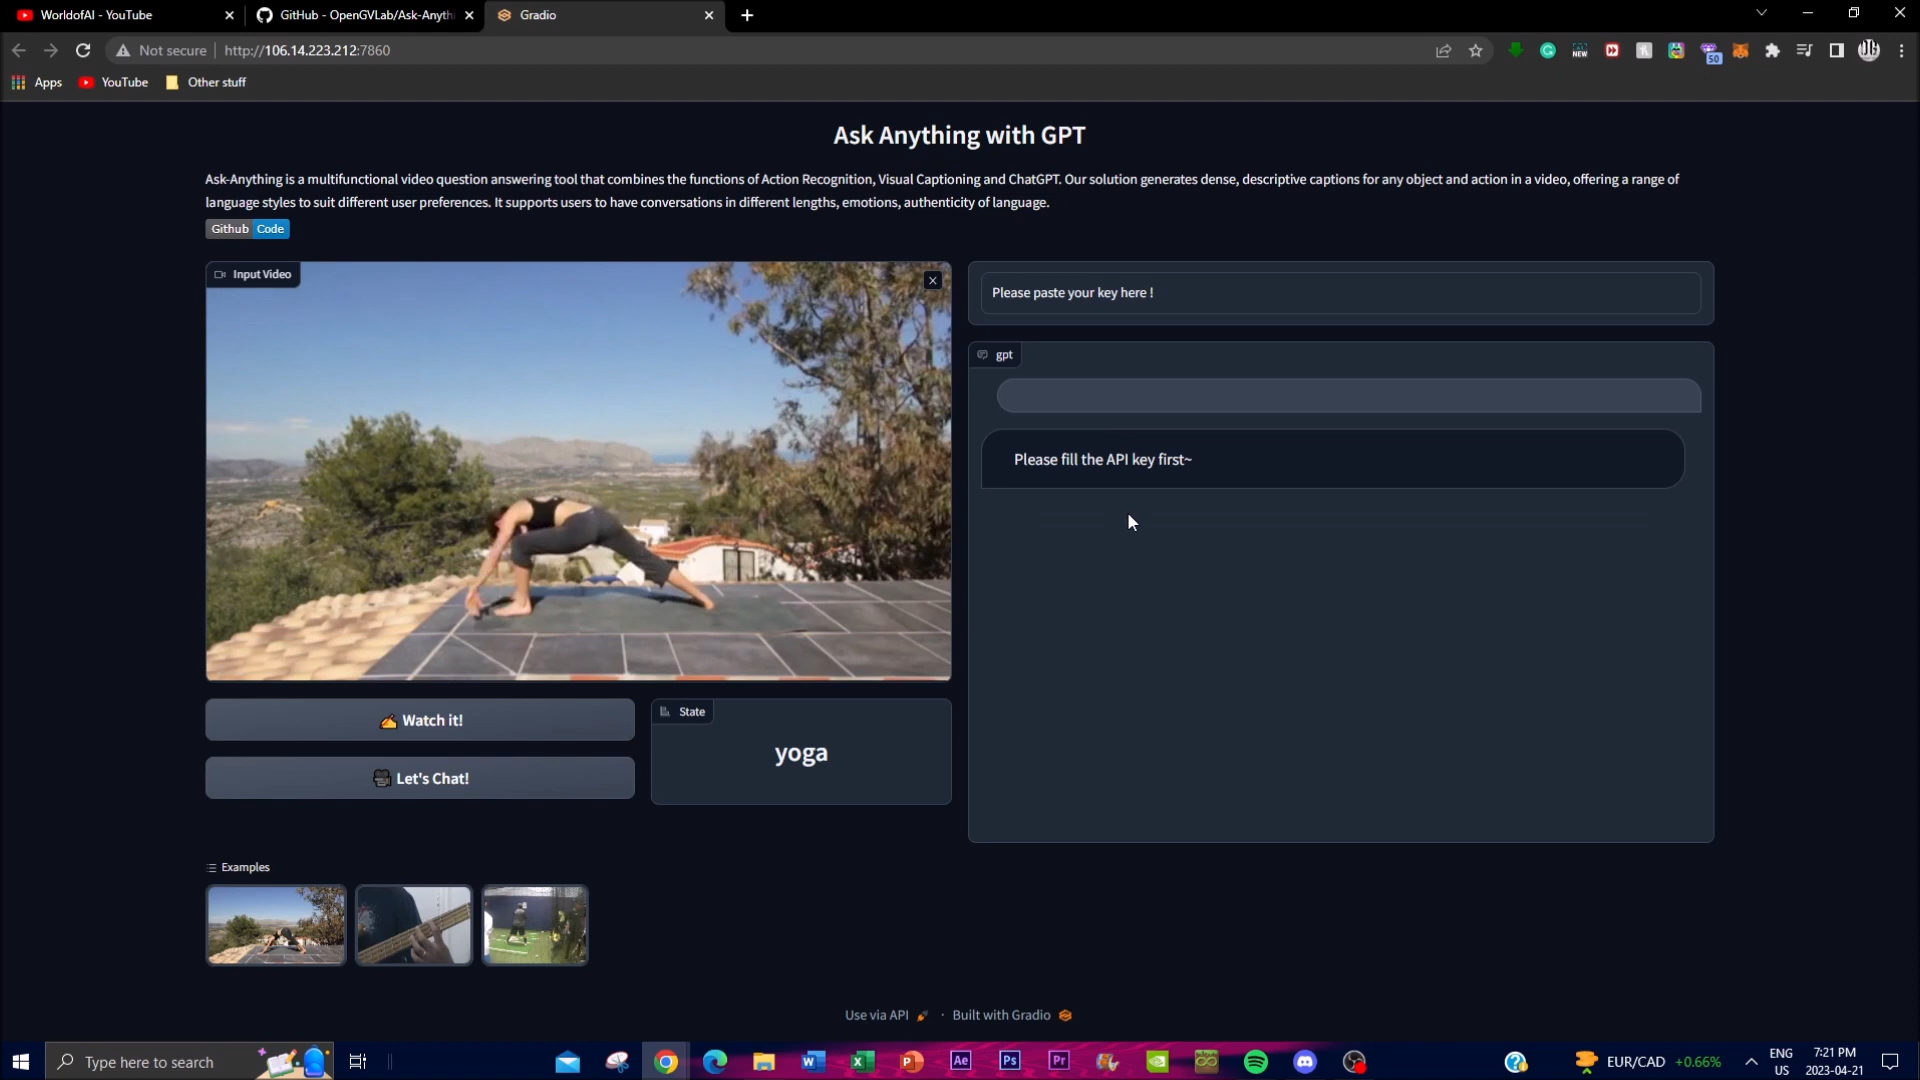 WorldofAI - YouTube
GitHub - OpenGVLab/Ask-Anyth
Gradio
Not secure
http://106.14.223.212:7860
NEW
50
Apps
YouTube
Other stuff
Ask Anything with GPT
Ask-Anything is a multifunctional video question answering tool that combines the functions of Action Recognition, Visual Captioning and ChatGPT. Our solution generates dense, descriptive captions for any object and action in a video, offering a range of
language styles to suit different user preferences. It supports users to have conversations in different lengths, emotions, authenticity of language.
Github Code
Input Video
Please paste your key here !
gpt
Please fill the API key first~
Watch it!
Let's Chat!
State
yoga
Examples
Use via API
·
Built with Gradio
Type here to search
Ae
Ps
Pr
EUR/CAD +0.66%
ENG
US
7:21 PM
2023-04-21